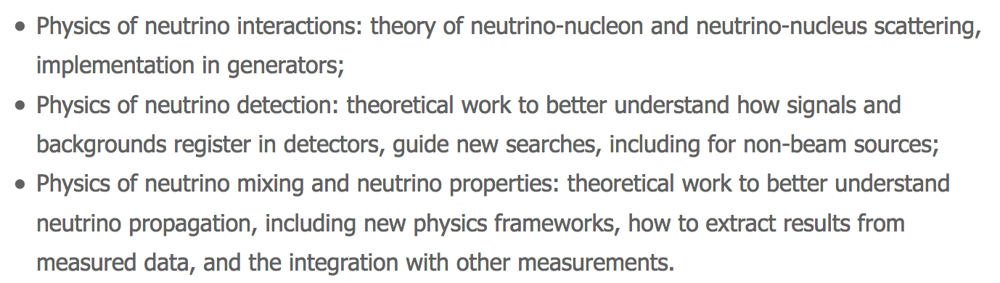 • Physics of neutrino interactions: theory of neutrino-nucleon and neutrino-nucleus scattering,
implementation in generators;
• Physics of neutrino detection: theoretical work to better understand how signals and
backgrounds register in detectors, guide new searches, including for non-beam sources;
• Physics of neutrino mixing and neutrino properties: theoretical work to better understand
neutrino propagation, including new physics frameworks, how to extract results from
measured data, and the integration with other measurements.